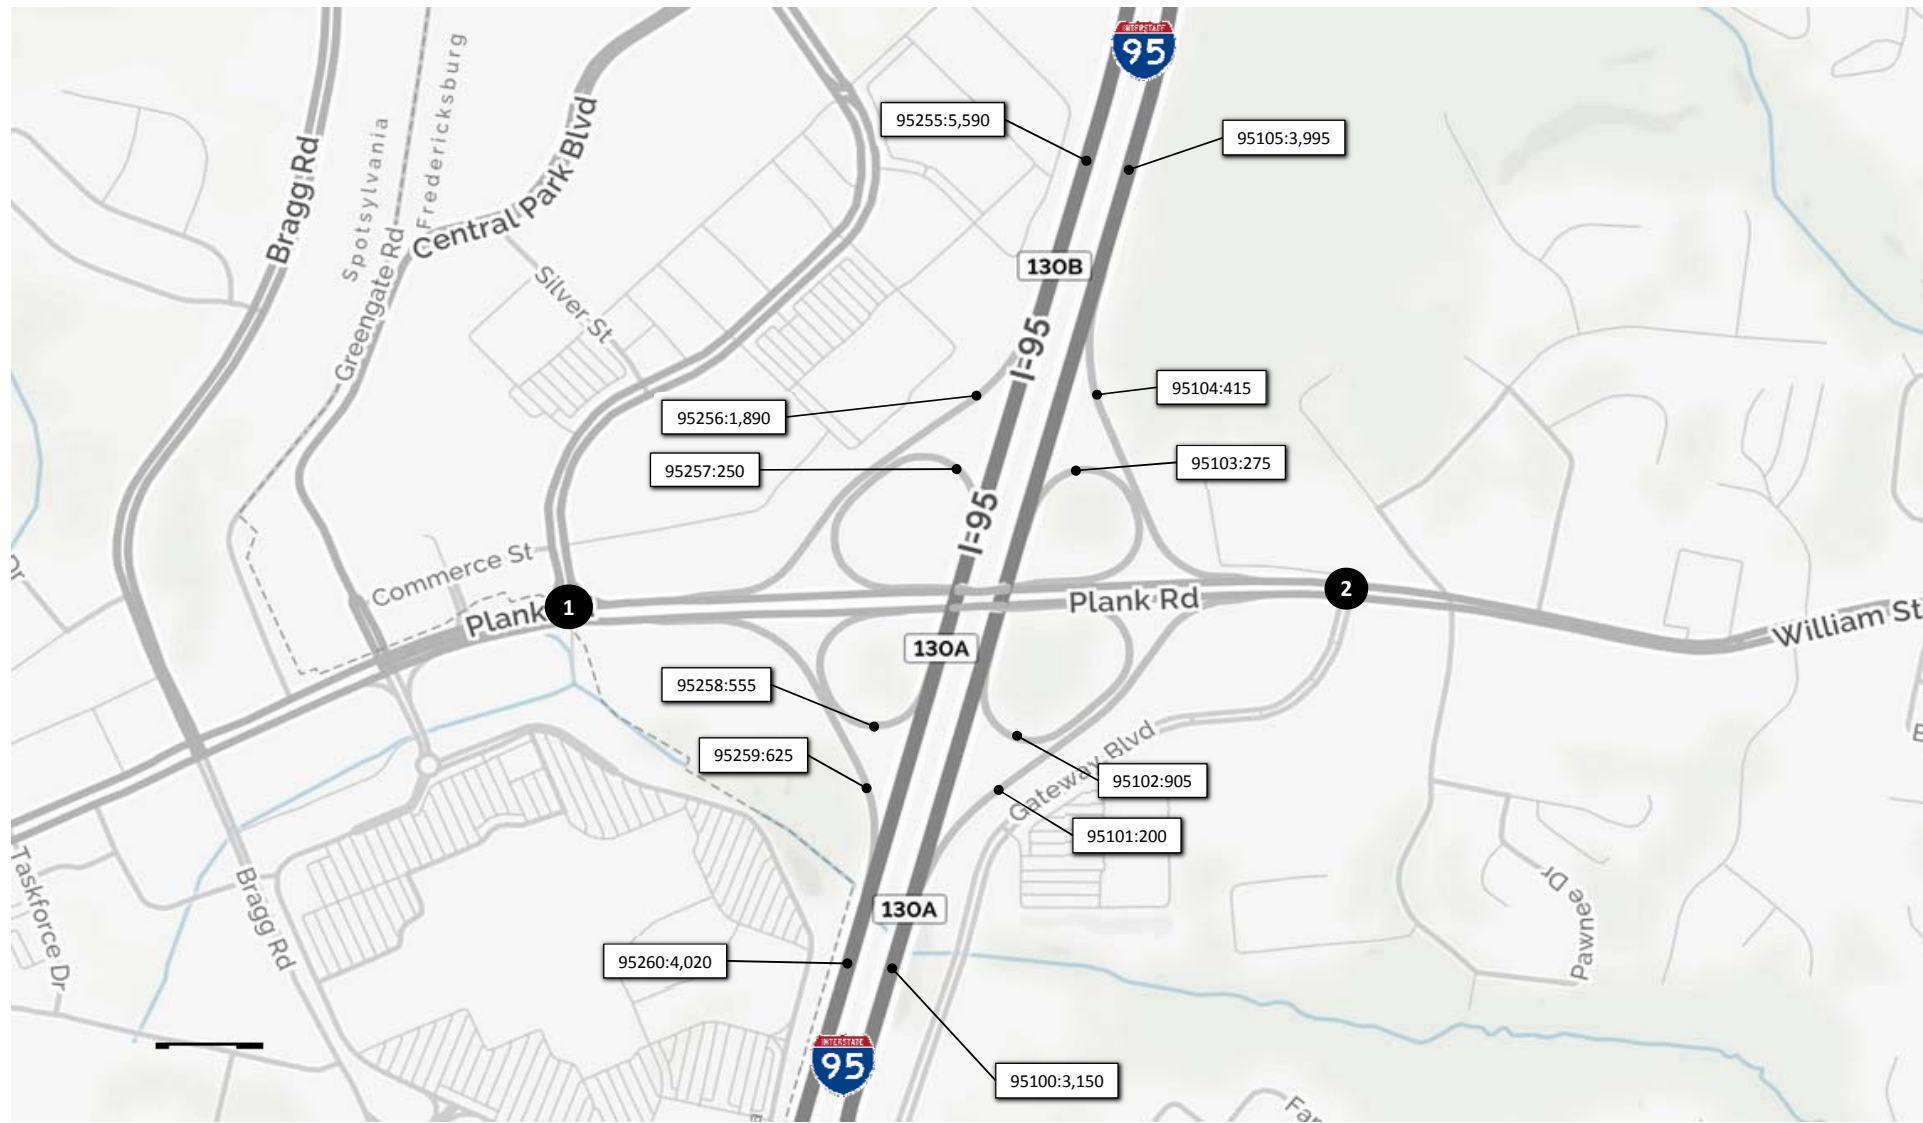 INTERSTATE
95
95255:5,590
95105:3,995
Bragg Rd
Spotsylvania
Fredericksburg
Greengate Rd
Central Park Blvd
Silver St
130B
I-95
95256:1,890
95104:415
95257:250
95103:275
I-95
Commerce St
Plank
1
Plank Rd
2
William St
130A
95258:555
95259:625
Gateway Blvd
95102:905
95101:200
Taskforce Dr
Bragg Rd
130A
Pawnee Dr
95260:4,020
INTERSTATE
95
95100:3,150
Dr